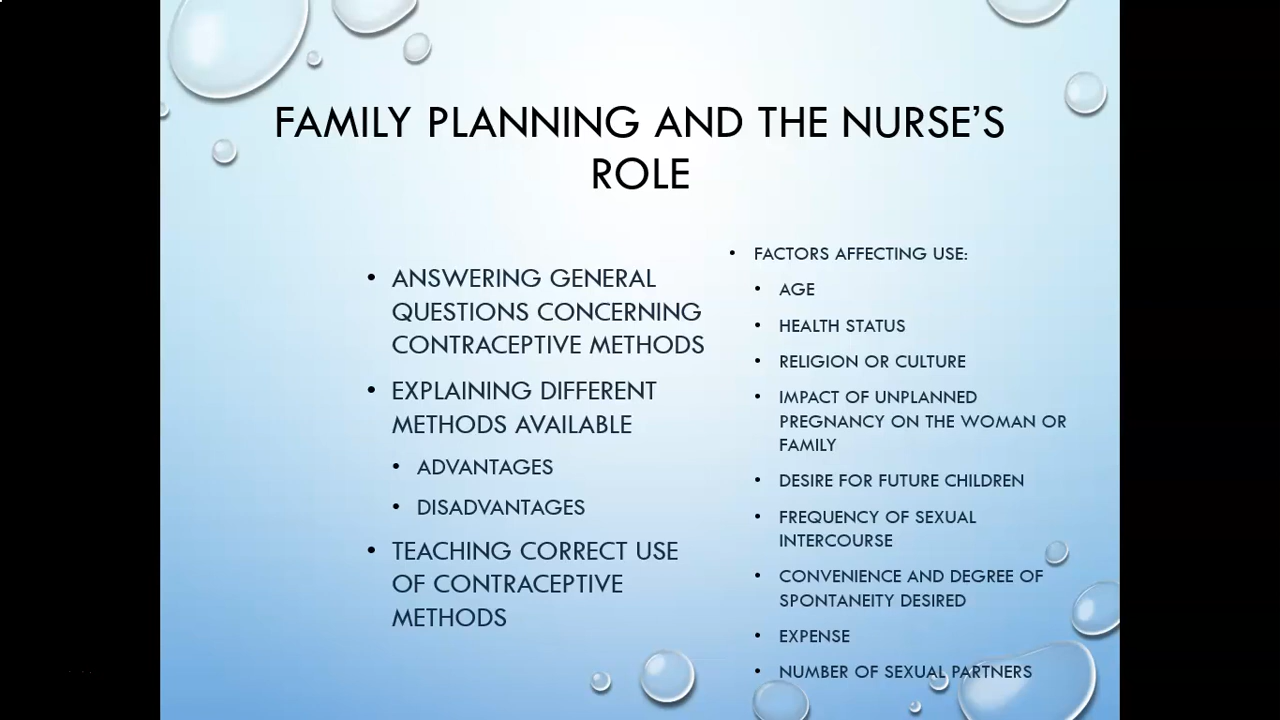 FAMILY PLANNING AND THE NURSE’S
ROLE
• ANSWERING GENERAL
QUESTIONS CONCERNING
CONTRACEPTIVE METHODS
• EXPLAINING DIFFERENT
METHODS AVAILABLE
• ADVANTAGES
• DISADVANTAGES
• TEACHING CORRECT USE
OF CONTRACEPTIVE
METHODS
• FACTORS AFFECTING USE:
• AGE
• HEALTH STATUS
• RELIGION OR CULTURE
• IMPACT OF UNPLANNED
PREGNANCY ON THE WOMAN OR
FAMILY
• DESIRE FOR FUTURE CHILDREN
• FREQUENCY OF SEXUAL
INTERCOURSE
• CONVENIENCE AND DEGREE OF
SPONTANEITY DESIRED
• EXPENSE
• NUMBER OF SEXUAL PARTNERS